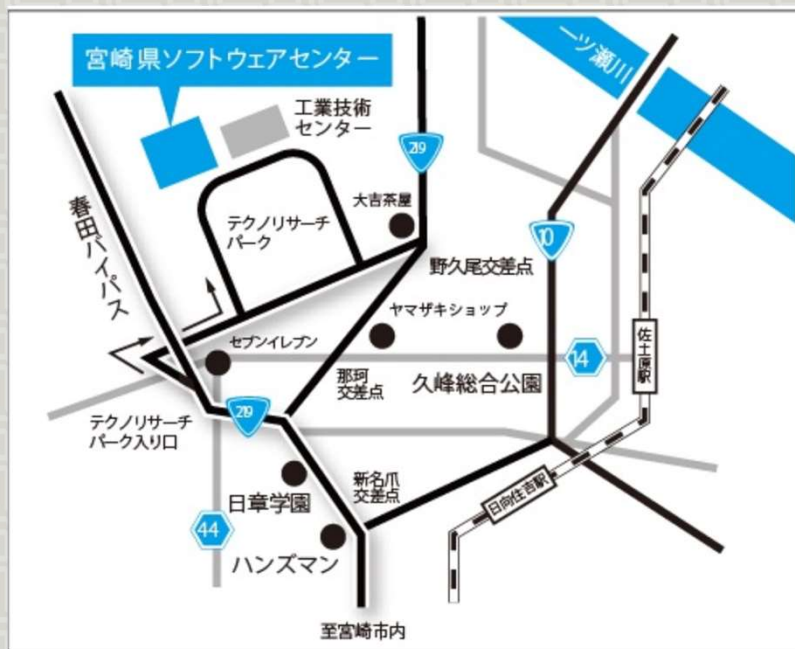 宮崎県ソフトウェアセンター
一ツ瀬川
工業技術
センター
219
春田バイパス
大吉茶屋
テクノリサーチ
パーク
10
野久尾交差点
ヤマザキショップ
セブンイレブン
14
佐土原駅
那珂
交差点
久峰総合公園
219
テクノリサーチ
パーク入り口
新名爪
交差点
日章学園
日向住吉駅
44
ハンズマン
至宮崎市内